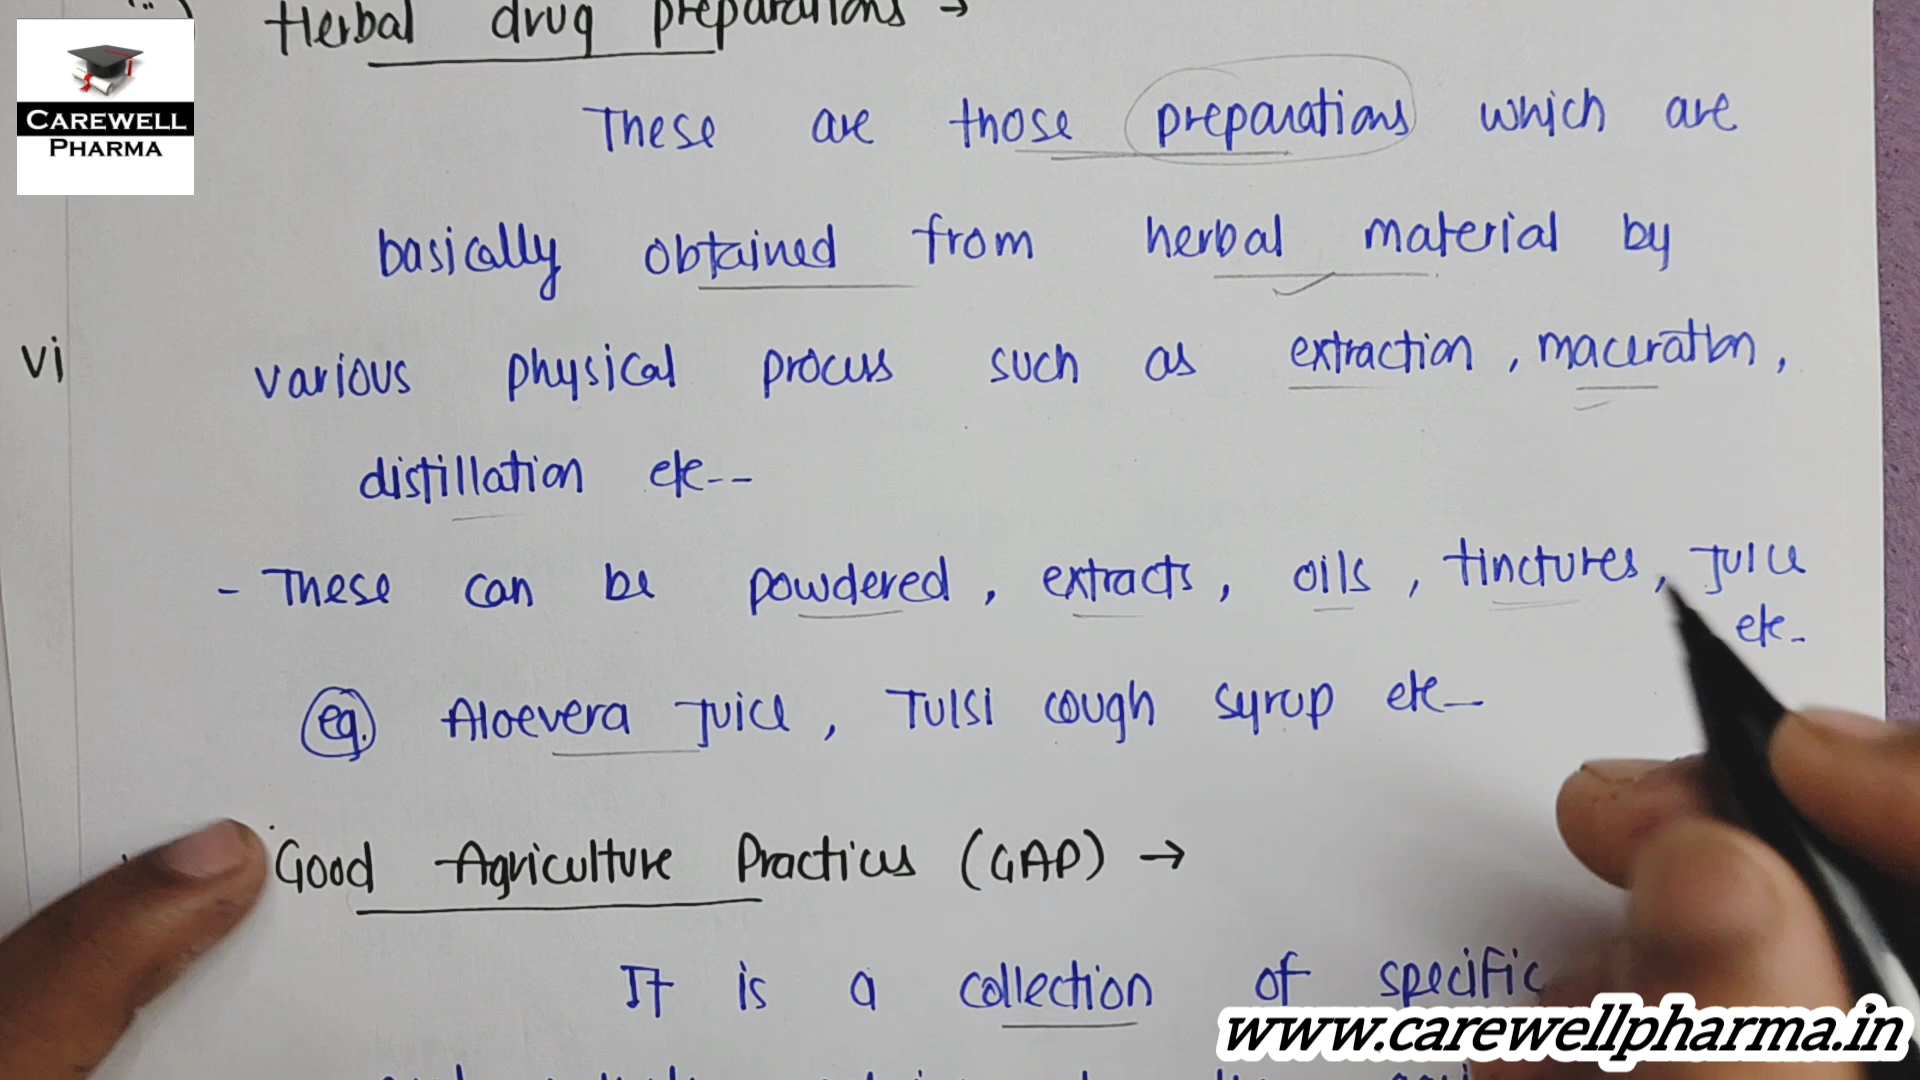 Herbal drug preparations →
CAREWELL
PHARMA
These are those preparations which are
basically obtained from herbal material by
vi
various physical process such as extraction, maceration,
distillation etc--
- These can be powdered, extracts, oils, tinctures, Juice
etc-
eg. Aloevera Juice, Tulsi cough syrup etc-
Good Agriculture Practices (GAP) →
It is a collection of specific
www.carewellpharma.in